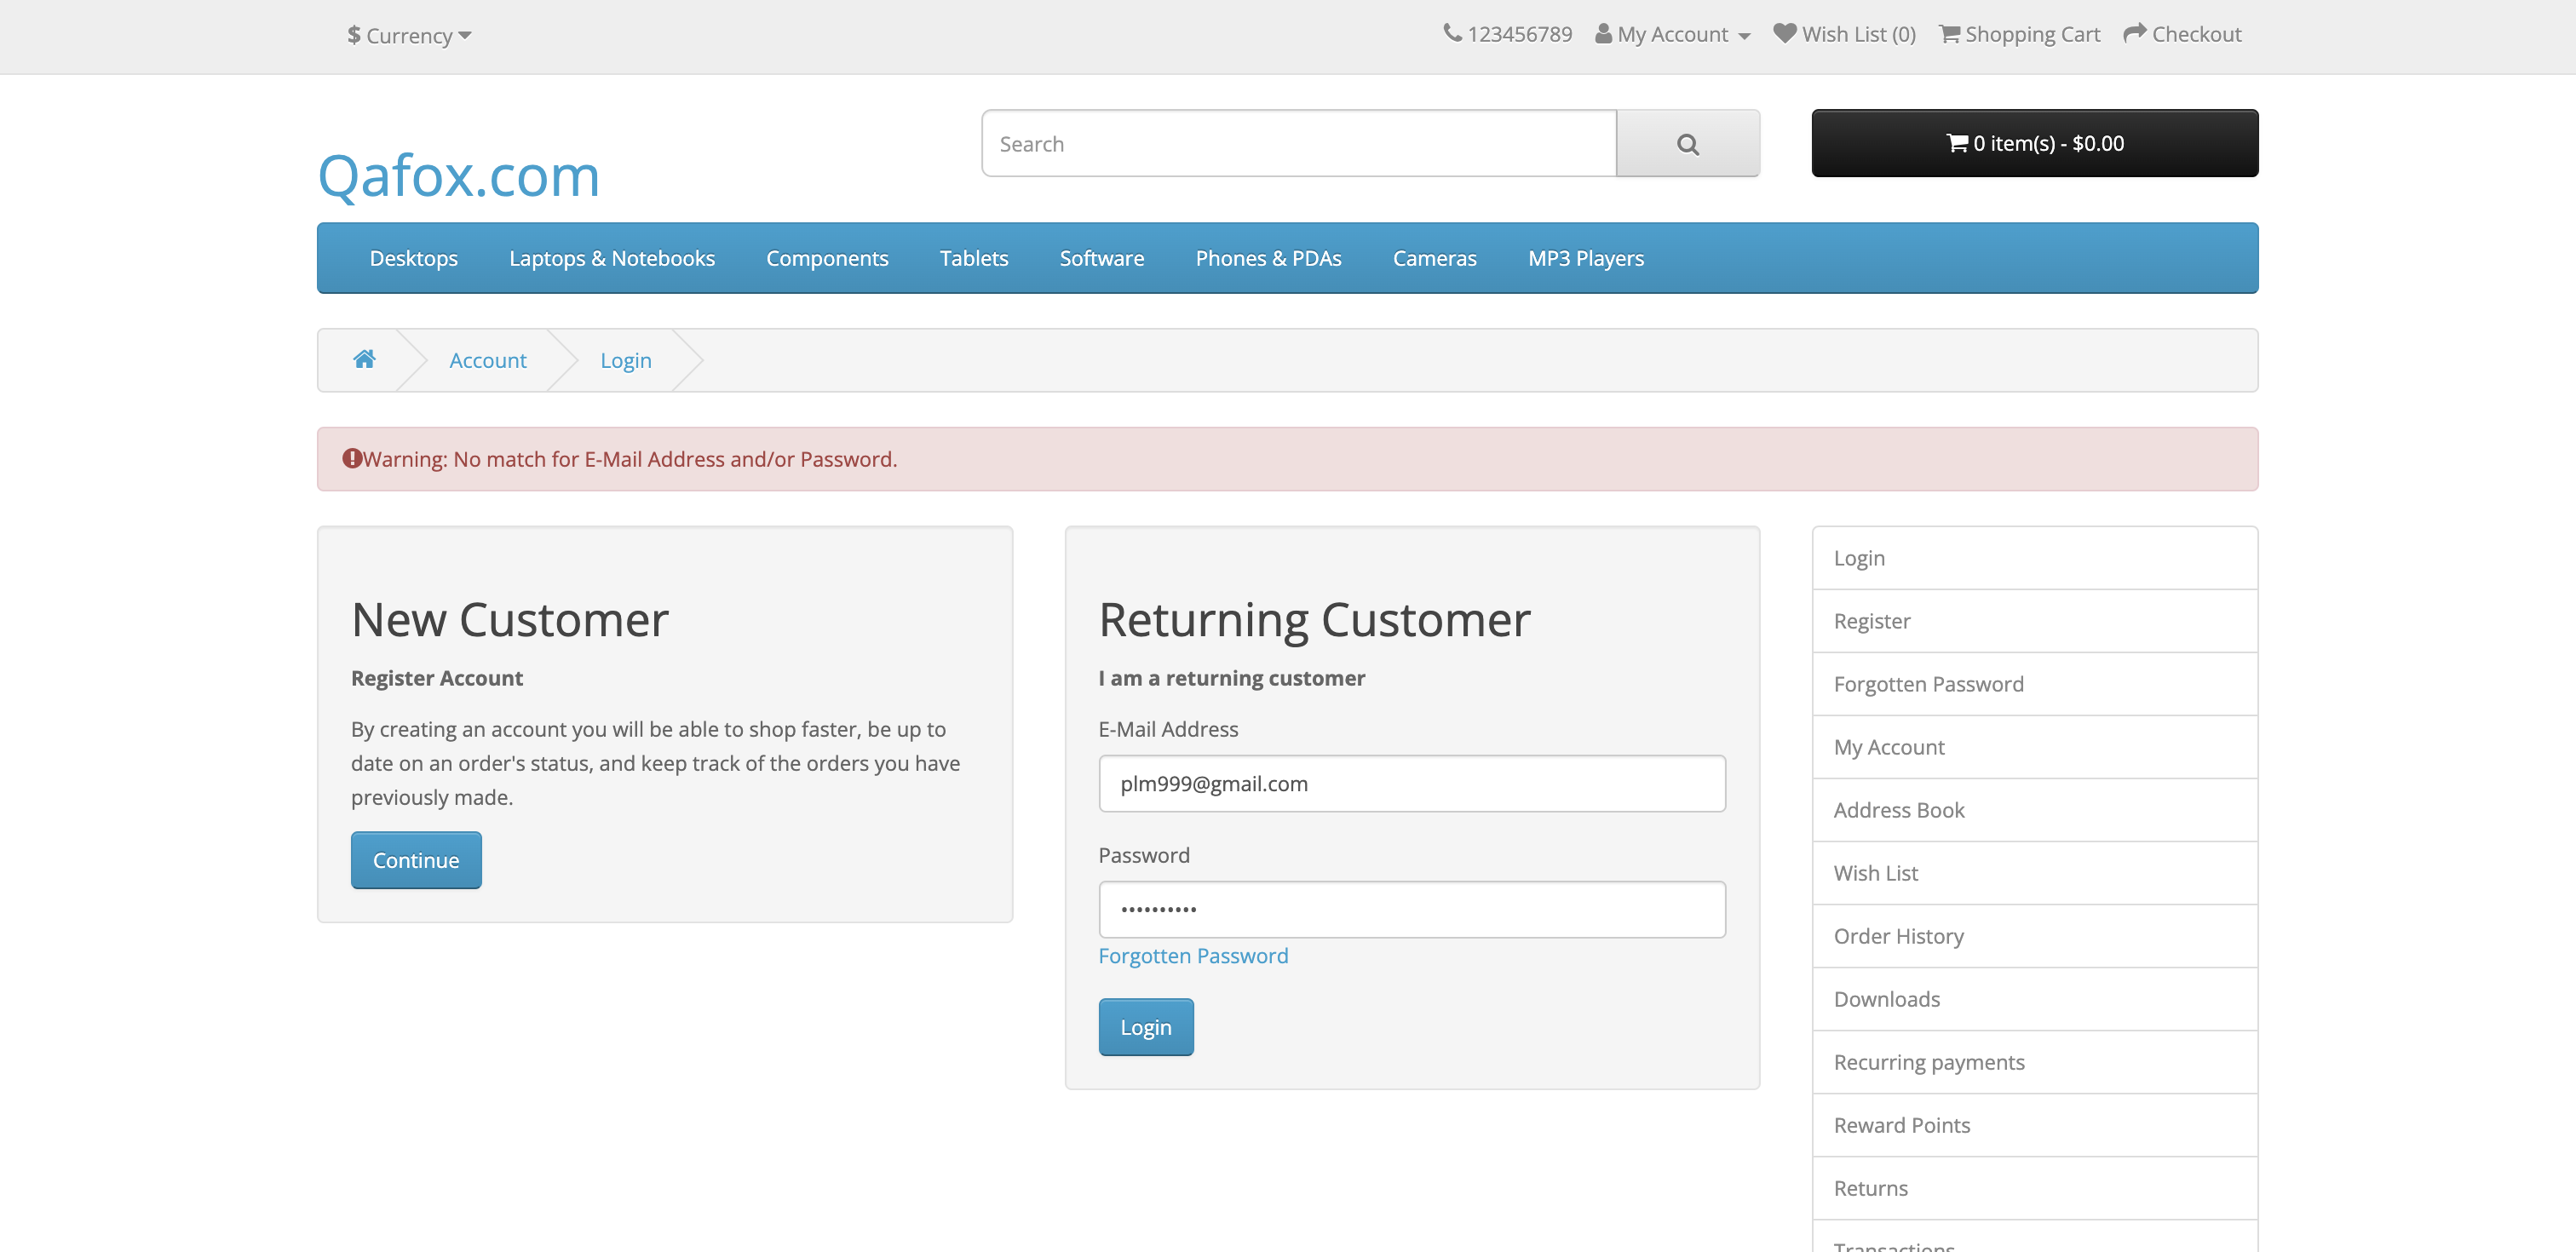 $ Currency
123456789 My Account Wish List (0) Shopping Cart Checkout
Qafox.com
Search
0 item(s) - $0.00
Desktops Laptops & Notebooks Components Tablets Software Phones & PDAs Cameras MP3 Players
Account Login
Warning: No match for E-Mail Address and/or Password.
New Customer
Register Account
By creating an account you will be able to shop faster, be up to
date on an order's status, and keep track of the orders you have
previously made.
Continue
Returning Customer
I am a returning customer
E-Mail Address
plm999@gmail.com
Password
••••••••••
Forgotten Password
Login
Login
Register
Forgotten Password
My Account
Address Book
Wish List
Order History
Downloads
Recurring payments
Reward Points
Returns
Transactions